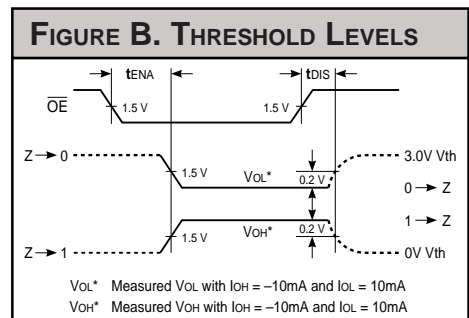 FIGURE B. THRESHOLD LEVELS
tENA tDIS
OE 1.5 V 1.5 V
Z 0 1.5 V VOL* 0.2 V 3.0V Vth
0 Z
1 Z
Z 1 1.5 V VOH* 0.2 V 0V Vth
VOL* Measured VOL with IOH = –10mA and IOL = 10mA
VOH* Measured VOH with IOH = –10mA and IOL = 10mA